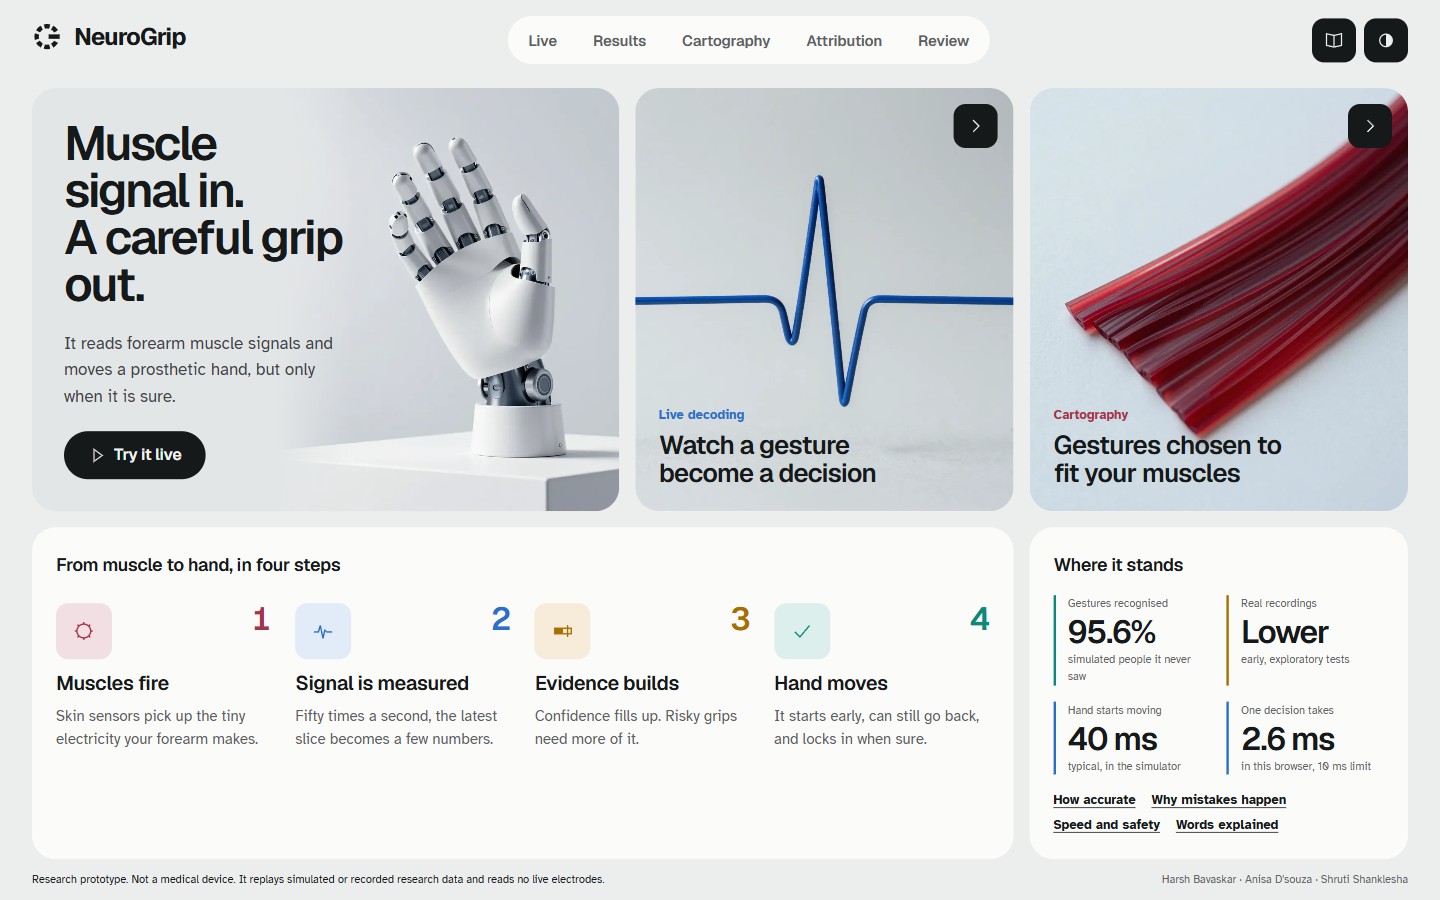 NeuroGrip
Live Results Cartography Attribution Review
Muscle
signal in.
A careful grip
out.
It reads forearm muscle signals and
moves a prosthetic hand, but only
when it is sure.
Try it live
Live decoding
Watch a gesture
become a decision
Cartography
Gestures chosen to
fit your muscles
From muscle to hand, in four steps
1
Muscles fire
Skin sensors pick up the tiny
electricity your forearm makes.
2
Signal is measured
Fifty times a second, the latest
slice becomes a few numbers.
3
Evidence builds
Confidence fills up. Risky grips
need more of it.
4
Hand moves
It starts early, can still go back,
and locks in when sure.
Where it stands
Gestures recognised
95.6%
simulated people it never
saw
Real recordings
Lower
early, exploratory tests
Hand starts moving
40 ms
typical, in the simulator
One decision takes
2.6 ms
in this browser, 10 ms limit
How accurate Why mistakes happen
Speed and safety Words explained
Research prototype. Not a medical device. It replays simulated or recorded research data and reads no live electrodes.
Harsh Bavaskar · Anisa D'souza · Shruti Shanklesha